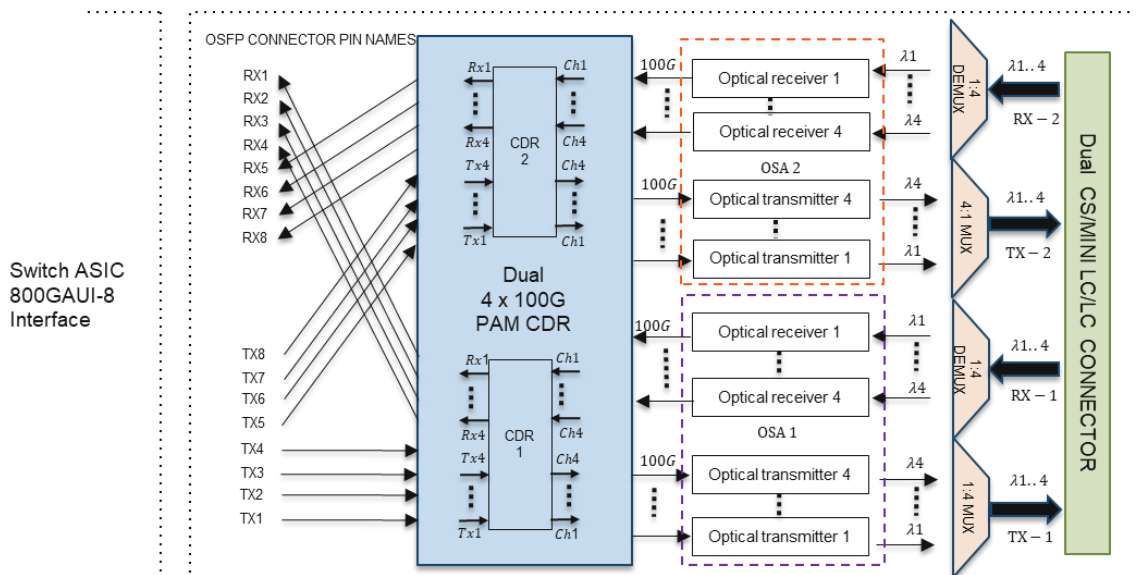 OSFP CONNECTOR PIN NAMES
RX1
RX2
RX3
RX4
RX5
RX6
RX7
RX8
TX8
TX7
TX6
TX5
TX4
TX3
TX2
TX1
Switch ASIC
800GAUI-8
Interface
Rx1
Rx4
Tx4
Tx1
CDR
2
Ch1
Ch4
Ch4
Ch1
Dual
4 x 100G
PAM CDR
Rx1
Rx4
Tx4
Tx1
CDR
1
Ch1
Ch4
Ch4
Ch1
100G
100G
100G
100G
Optical receiver 1
Optical receiver 4
OSA 2
Optical transmitter 4
Optical transmitter 1
Optical receiver 1
Optical receiver 4
OSA 1
Optical transmitter 4
Optical transmitter 1
λ1
λ4
λ4
λ1
λ1
λ4
λ4
λ1
1:4
DEMUX
4:1 MUX
1:4
DEMUX
1:4 MUX
λ1..4
RX−2
λ1..4
TX−2
λ1..4
RX−1
λ1..4
TX−1
Dual CS/MINI LC/LC CONNECTOR